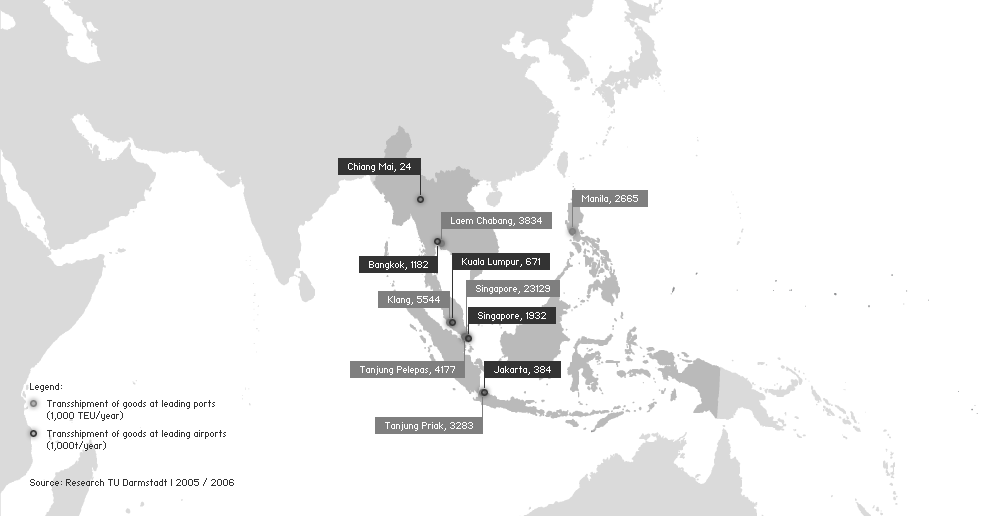 Chiang Mai, 24
Manila, 2665
Laem Chabang, 3834
Bangkok, 1182
Kuala Lumpur, 671
Singapore, 23129
Klang, 5544
Singapore, 1932
Tanjung Pelepas, 4177
Jakarta, 384
Tanjung Priak, 3283
Legend:
Transshipment of goods at leading ports
(1,000 TEU/year)
Transshipment of goods at leading airports
(1,000t/year)
Source: Research TU Darmstadt | 2005 / 2006